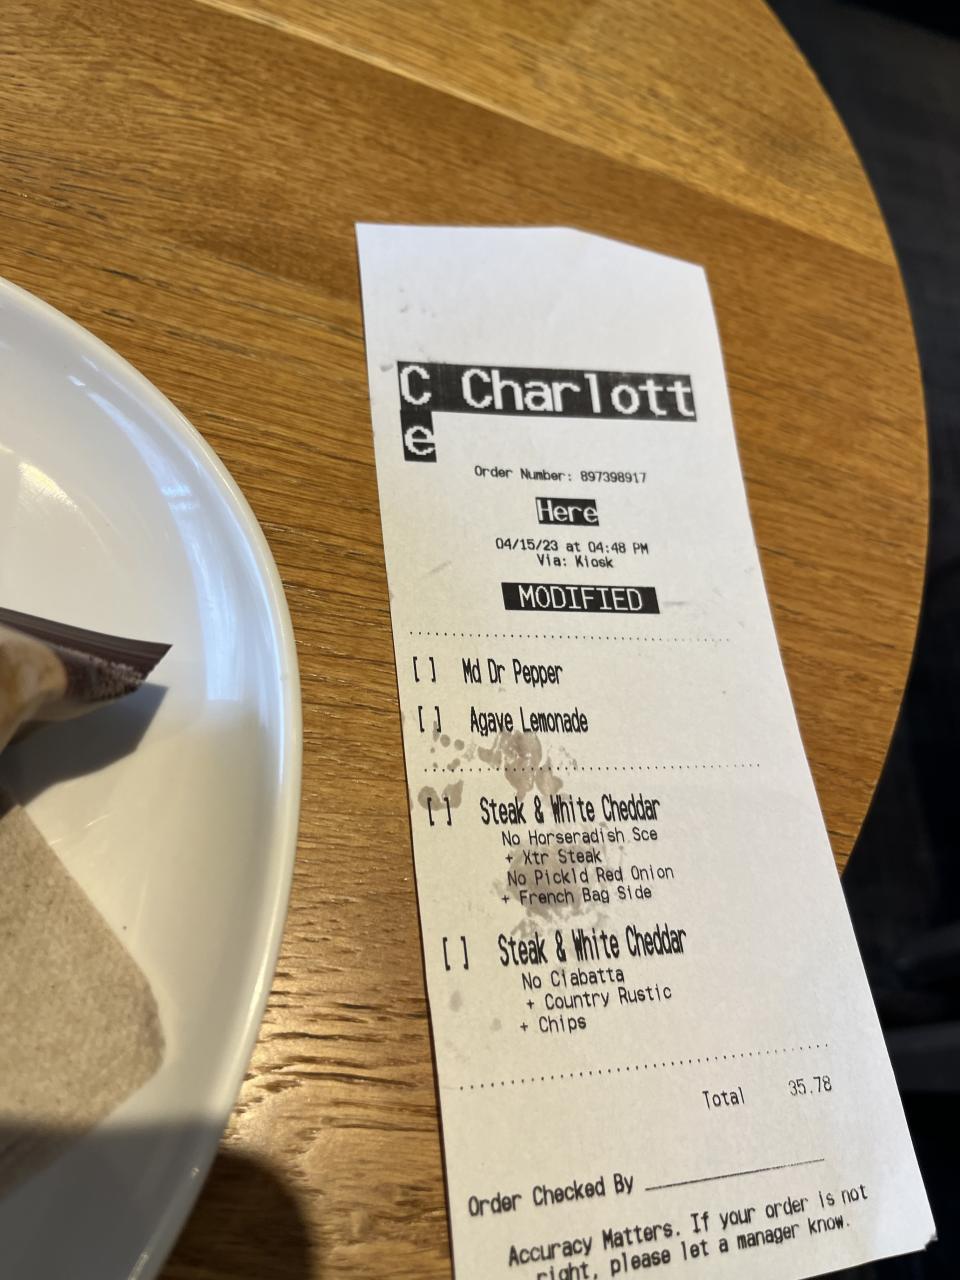 C Charlott
e
Order Number: 897398917
Here
04/15/23 at 04:48 PM
Via: Kiosk
MODIFIED
[ ] Md Dr Pepper
[ ] Agave Lemonade
[ ] Steak & White Cheddar
No Horseradish Sce
+ Xtr Steak
No Pickld Red Onion
+ French Bag Side
[ ] Steak & White Cheddar
No Ciabatta
+ Country Rustic
+ Chips
Total 35.78
Order Checked By
Accuracy Matters. If your order is not
right, please let a manager know.